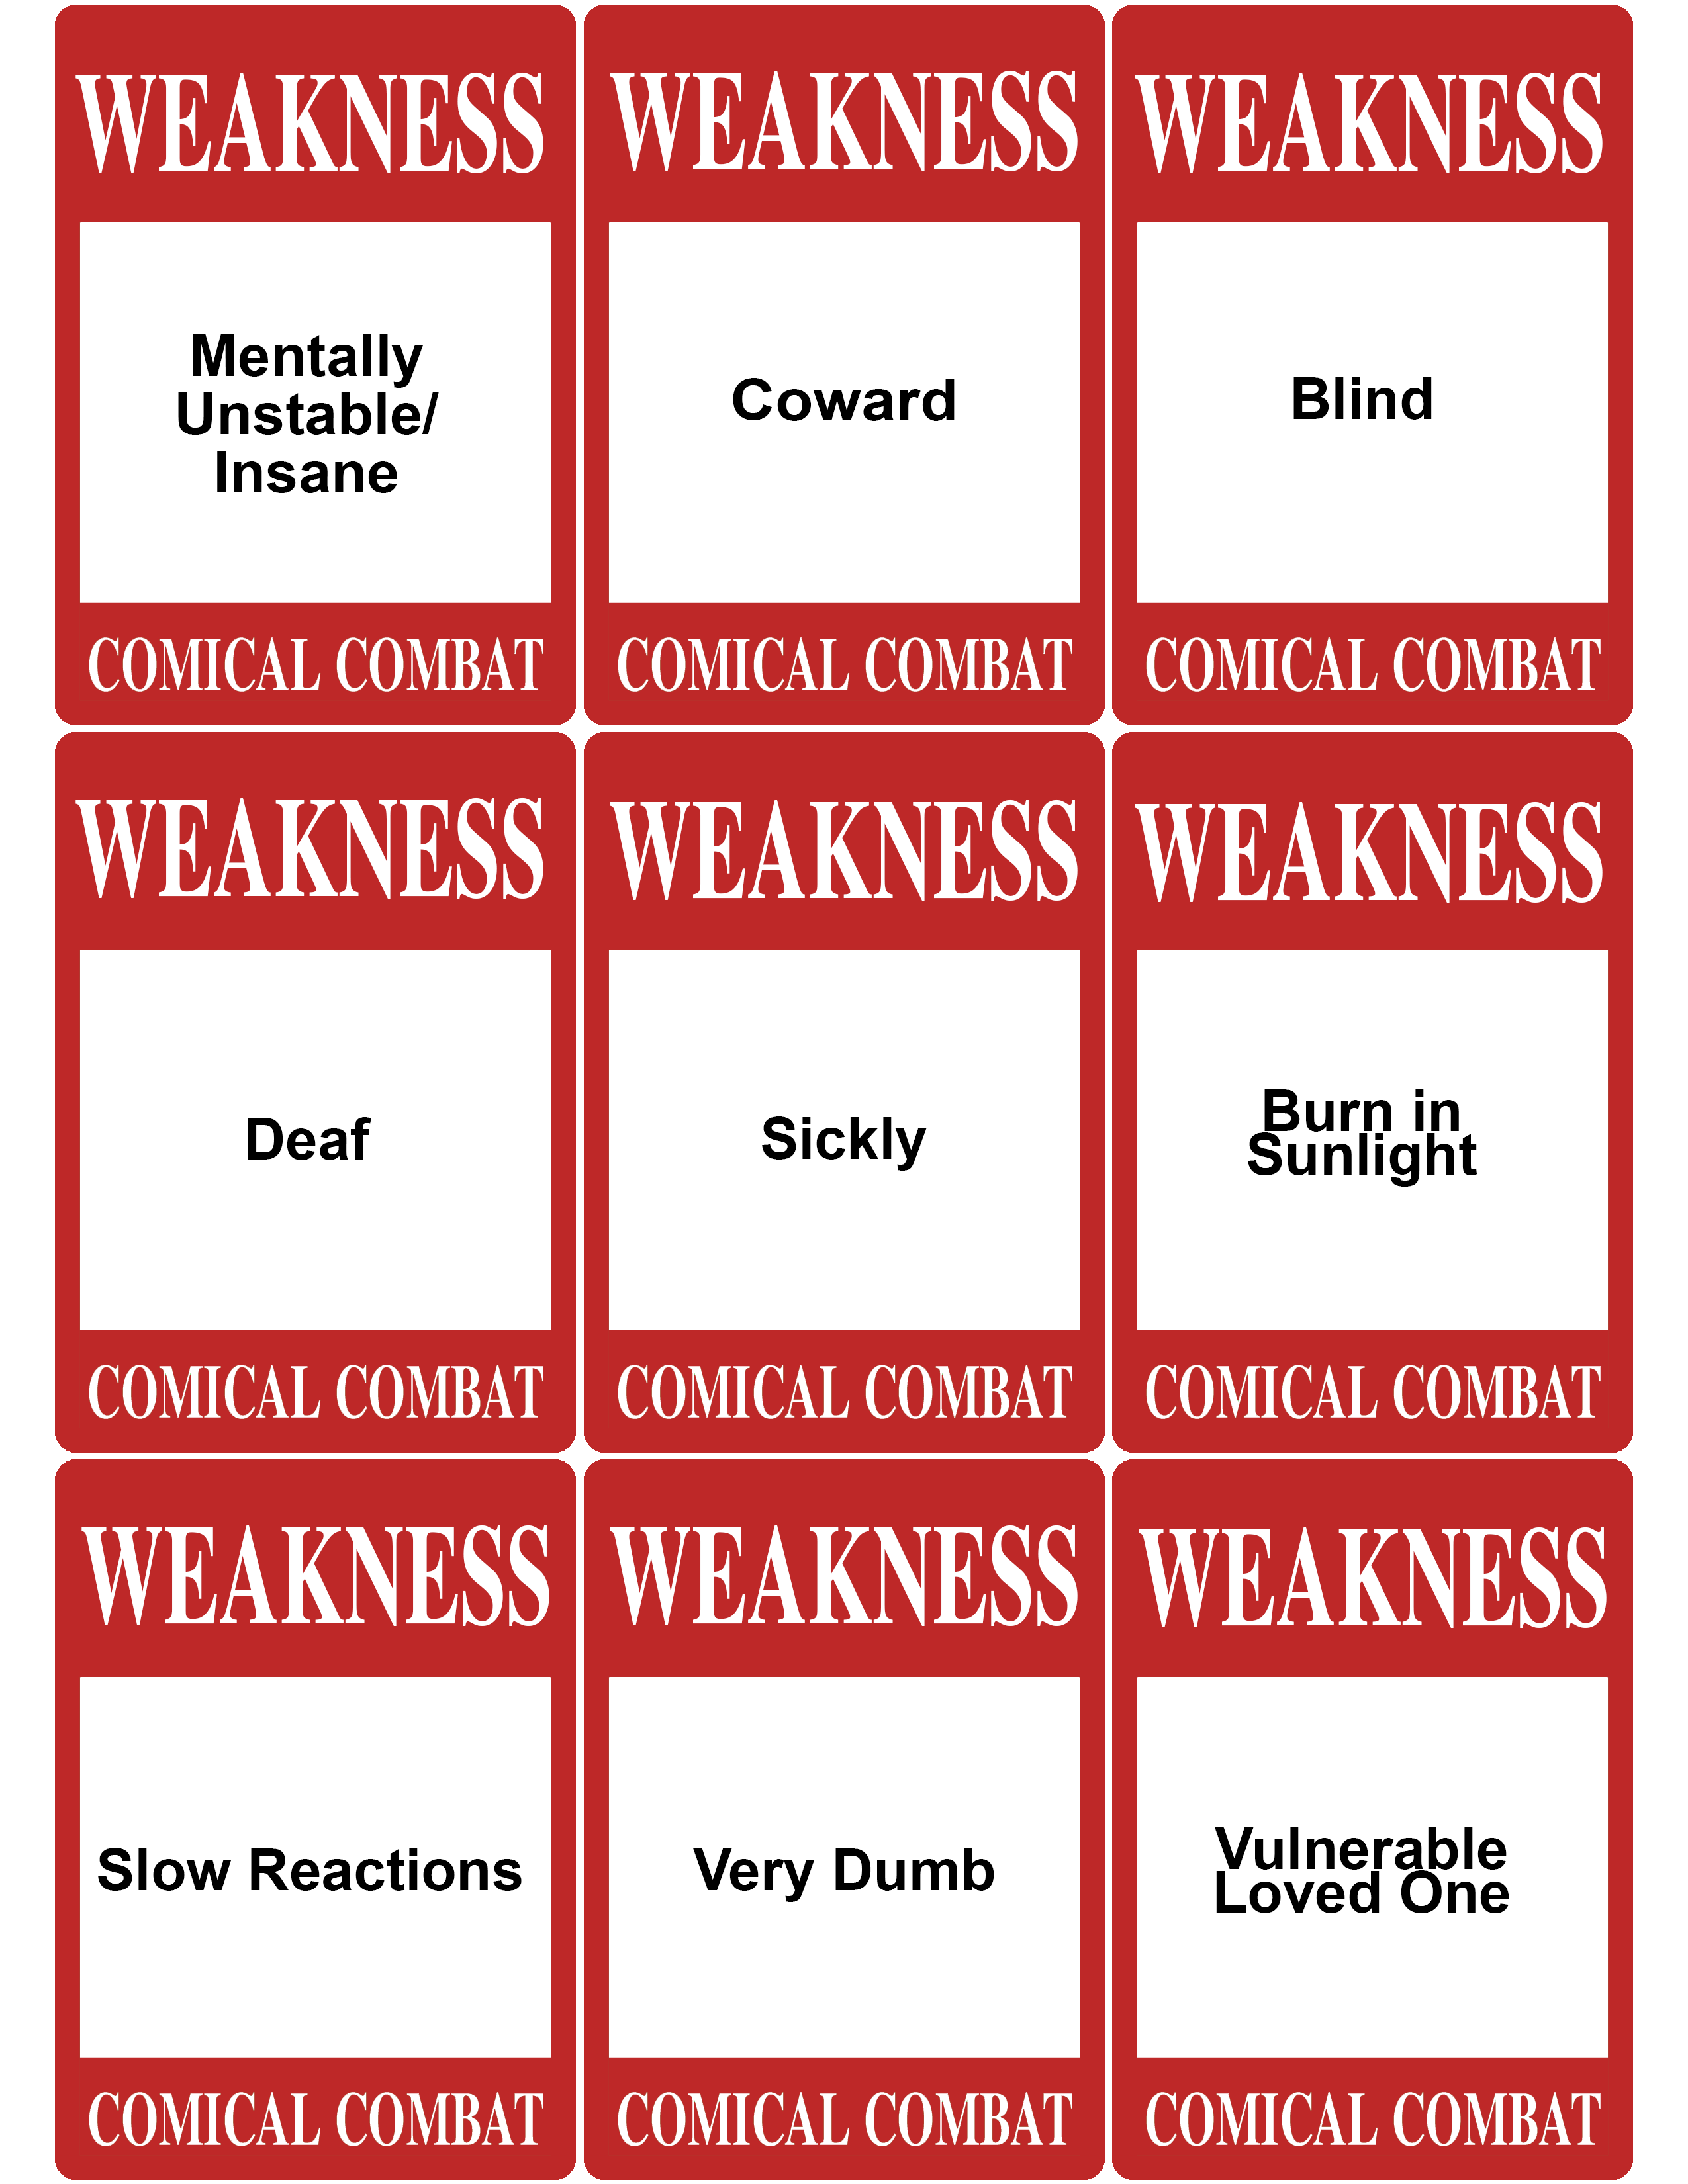 WEAKNESS
Mentally
Unstable/
Insane
COMICAL COMBAT
WEAKNESS
Coward
COMICAL COMBAT
WEAKNESS
Blind
COMICAL COMBAT
WEAKNESS
Deaf
COMICAL COMBAT
WEAKNESS
Sickly
COMICAL COMBAT
WEAKNESS
Burn in
Sunlight
COMICAL COMBAT
WEAKNESS
Slow Reactions
COMICAL COMBAT
WEAKNESS
Very Dumb
COMICAL COMBAT
WEAKNESS
Vulnerable
Loved One
COMICAL COMBAT